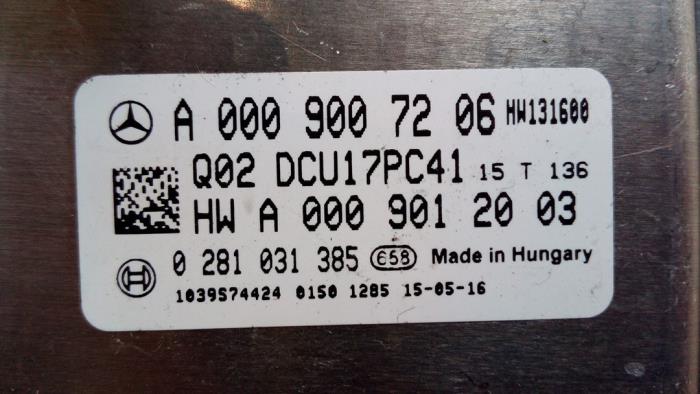 A 000 900 72 06 HW131600
Q02 DCU17PC41 15 T 136
HW A 000 901 20 03
0 281 031 385 e58 Made in Hungary
1039574424 0150 1285 15-05-16